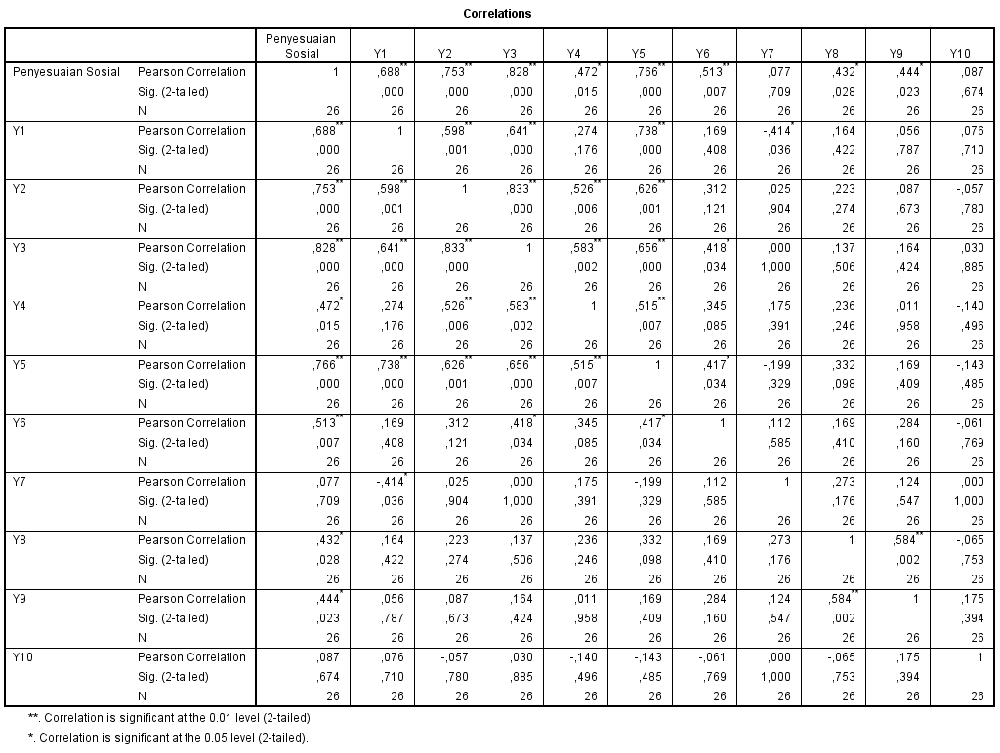 Correlations
Penyesuaian Sosial Y1 Y2 Y3 Y4 Y5 Y6 Y7 Y8 Y9 Y10
Penyesuaian Sosial Pearson Correlation 1 ,688** ,753** ,828** ,472* ,766** ,513** ,077 ,432* ,444* ,087
Sig. (2-tailed) ,000 ,000 ,000 ,015 ,000 ,007 ,709 ,028 ,023 ,674
N 26 26 26 26 26 26 26 26 26 26 26
Y1 Pearson Correlation ,688** 1 ,598** ,641** ,274 ,738** ,169 -,414* ,164 ,056 ,076
Sig. (2-tailed) ,000 ,001 ,000 ,176 ,000 ,408 ,036 ,422 ,787 ,710
N 26 26 26 26 26 26 26 26 26 26 26
Y2 Pearson Correlation ,753** ,598** 1 ,833** ,526** ,626** ,312 ,025 ,223 ,087 -,057
Sig. (2-tailed) ,000 ,001 ,000 ,006 ,001 ,121 ,904 ,274 ,673 ,780
N 26 26 26 26 26 26 26 26 26 26 26
Y3 Pearson Correlation ,828** ,641** ,833** 1 ,583** ,656** ,418* ,000 ,137 ,164 ,030
Sig. (2-tailed) ,000 ,000 ,000 ,002 ,000 ,034 1,000 ,506 ,424 ,885
N 26 26 26 26 26 26 26 26 26 26 26
Y4 Pearson Correlation ,472* ,274 ,526** ,583** 1 ,515** ,345 ,175 ,236 ,011 -,140
Sig. (2-tailed) ,015 ,176 ,006 ,002 ,007 ,085 ,391 ,246 ,958 ,496
N 26 26 26 26 26 26 26 26 26 26 26
Y5 Pearson Correlation ,766** ,738** ,626** ,656** ,515** 1 ,417* -,199 ,332 ,169 -,143
Sig. (2-tailed) ,000 ,000 ,001 ,000 ,007 ,034 ,329 ,098 ,409 ,485
N 26 26 26 26 26 26 26 26 26 26 26
Y6 Pearson Correlation ,513** ,169 ,312 ,418* ,345 ,417* 1 ,112 ,169 ,284 -,061
Sig. (2-tailed) ,007 ,408 ,121 ,034 ,085 ,034 ,585 ,410 ,160 ,769
N 26 26 26 26 26 26 26 26 26 26 26
Y7 Pearson Correlation ,077 -,414* ,025 ,000 ,175 -,199 ,112 1 ,273 ,124 ,000
Sig. (2-tailed) ,709 ,036 ,904 1,000 ,391 ,329 ,585 ,176 ,547 1,000
N 26 26 26 26 26 26 26 26 26 26 26
Y8 Pearson Correlation ,432* ,164 ,223 ,137 ,236 ,332 ,169 ,273 1 ,584** -,065
Sig. (2-tailed) ,028 ,422 ,274 ,506 ,246 ,098 ,410 ,176 ,002 ,753
N 26 26 26 26 26 26 26 26 26 26 26
Y9 Pearson Correlation ,444* ,056 ,087 ,164 ,011 ,169 ,284 ,124 ,584** 1 ,175
Sig. (2-tailed) ,023 ,787 ,673 ,424 ,958 ,409 ,160 ,547 ,002 ,394
N 26 26 26 26 26 26 26 26 26 26 26
Y10 Pearson Correlation ,087 ,076 -,057 ,030 -,140 -,143 -,061 ,000 -,065 ,175 1
Sig. (2-tailed) ,674 ,710 ,780 ,885 ,496 ,485 ,769 1,000 ,753 ,394
N 26 26 26 26 26 26 26 26 26 26 26
**. Correlation is significant at the 0.01 level (2-tailed).
*. Correlation is significant at the 0.05 level (2-tailed).